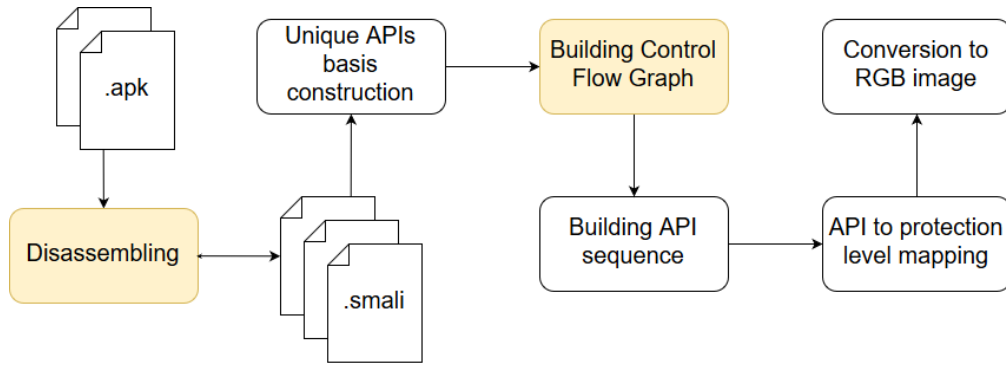 .apk
Disassembling
.smali
Unique APIs
basis
construction
Building Control
Flow Graph
Building API
sequence
API to protection
level mapping
Conversion to
RGB image